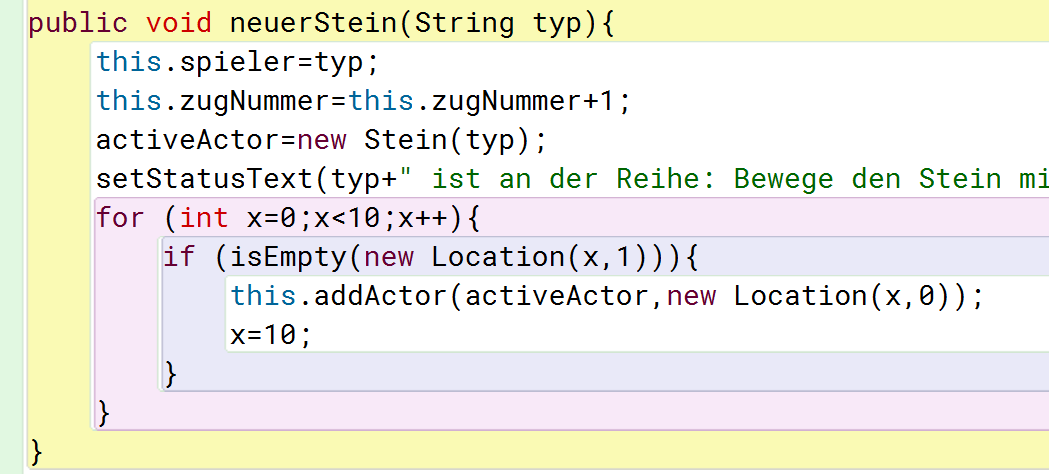 public void neuerStein(String typ){
this.spieler=typ;
this.zugNummer=this.zugNummer+1;
activeActor=new Stein(typ);
setStatusText(typ+" ist an der Reihe: Bewege den Stein
for (int x=0;x<10;x++){
if (isEmpty(new Location(x,1))){
this.addActor(activeActor,new Location(x,0));
x=10;
}
}
}